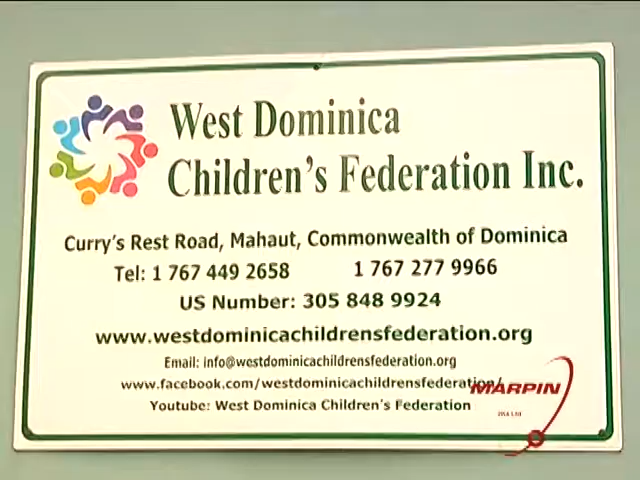 West Dominica
Children's Federation Inc.
Curry's Rest Road, Mahaut, Commonwealth of Dominica
Tel: 1 767 449 2658 1 767 277 9966
US Number: 305 848 9924
www.westdominicachildrensfederation.org
Email: info@westdominicachildrensfederation.org
www.facebook.com/westdominicachildrensfederation/
MARPIN
Youtube: West Dominica Children's Federation